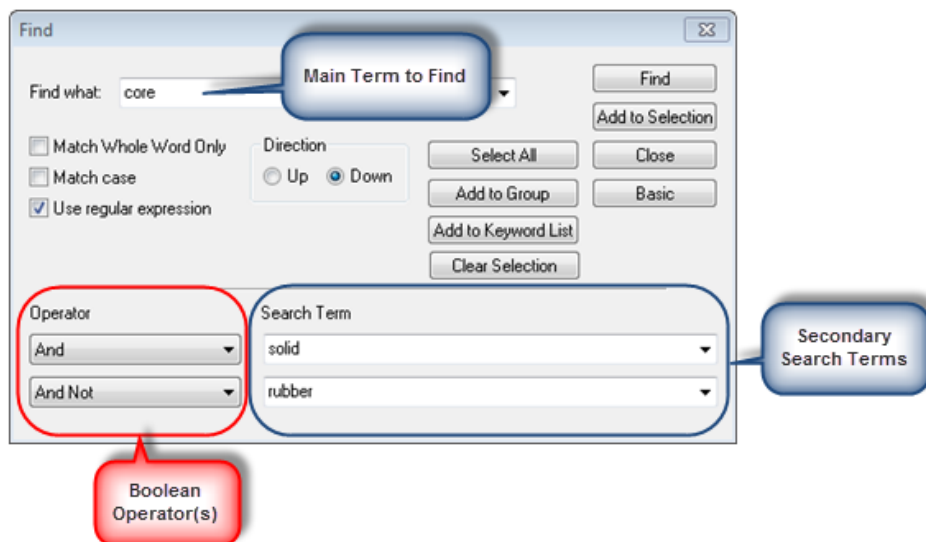 Find
Main Term to Find
Find what: core
Find
Add to Selection
Match Whole Word Only
Direction
Select All
Close
Match case
Up Down
Add to Group
Basic
Use regular expression
Add to Keyword List
Clear Selection
Operator
Search Term
And
solid
And Not
rubber
Secondary
Search Terms
Boolean
Operator(s)